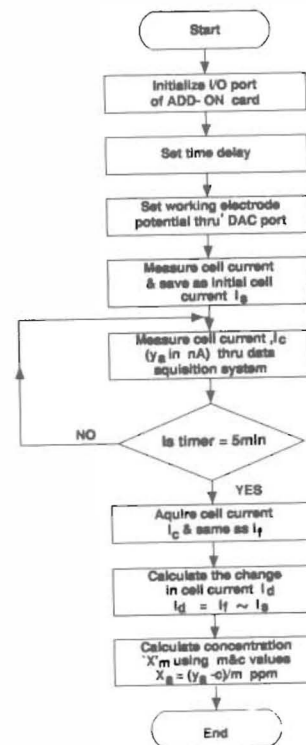 Start
Initialize I/O port
of ADD- ON card
Set time delay
Set working electrode
potential thru' DAC port
Measure cell current
& save as initial cell
current Is
Measure cell current ,Ic
(ya in nA) thru data
aquisition system
Is timer = 5min
NO
YES
Aquire cell current
Ic & same as If
Calculate the change
in cell current Id
Id = If ~ Is
Calculate concentration
'X'm using m&c values
Xa = (ya -c)/m ppm
End